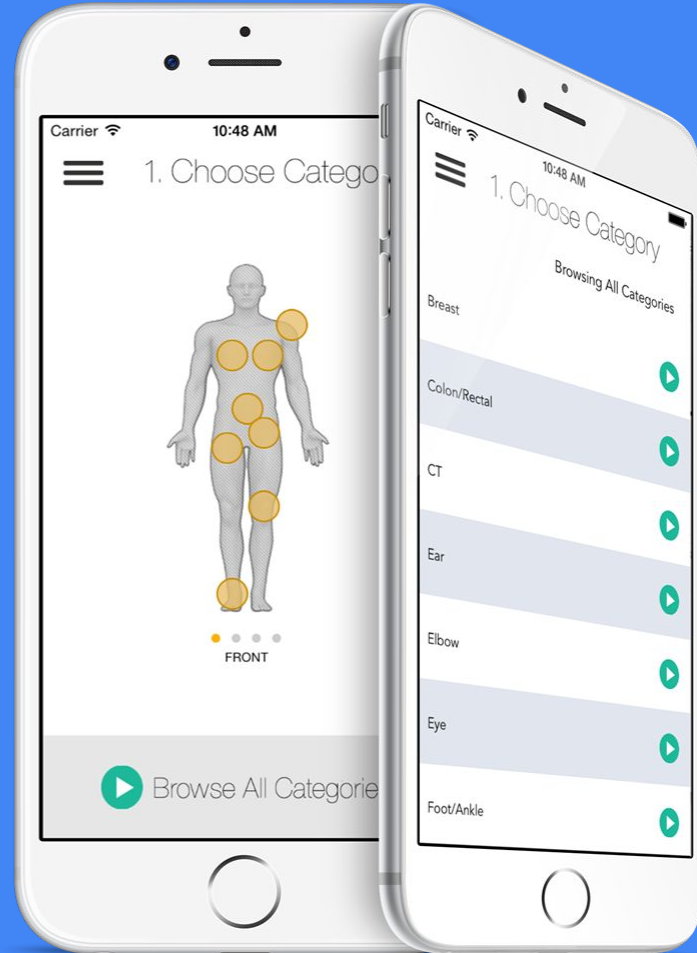 Carrier
10:48 AM
1. Choose Catego
FRONT
Browse All Categorie
Carrier
10:48 AM
1. Choose Category
Browsing All Categories
Breast
Colon/Rectal
CT
Ear
Elbow
Eye
Foot/Ankle